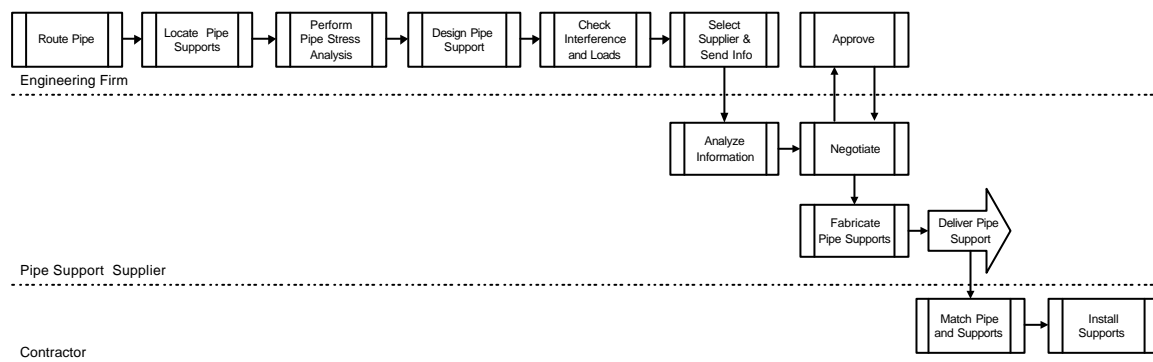 Route Pipe
Locate Pipe
Supports
Perform
Pipe Stress
Analysis
Design Pipe
Support
Check
Interference
and Loads
Select
Supplier &
Send Info
Approve
Engineering Firm
Analyze
Information
Negotiate
Fabricate
Pipe Supports
Deliver Pipe
Support
Pipe Support Supplier
Match Pipe
and Supports
Install
Supports
Contractor